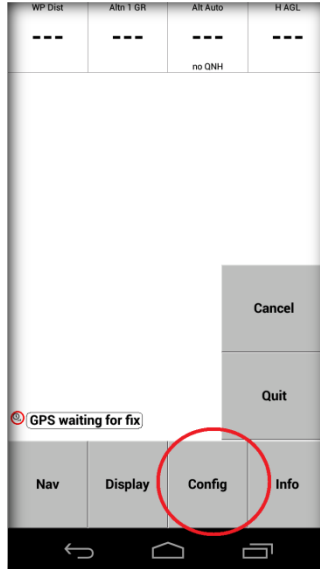 WP Dist Altn 1 GR Alt Auto H AGL
--- --- --- ---
no QNH
Cancel
Quit
GPS waiting for fix
Nav Display Config Info